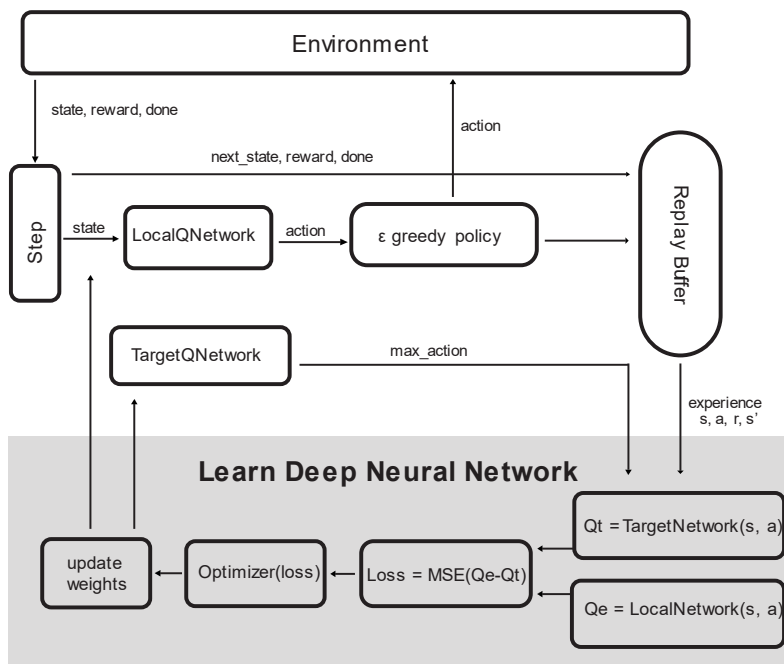 Environment
state, reward, done
action
next_state, reward, done
Step
state
LocalQNetwork
action
ε greedy policy
Replay Buffer
TargetQNetwork
max_action
experience
s, a, r, s'
Learn Deep Neural Network
Qt = TargetNetwork(s, a)
update
weights
Optimizer(loss)
Loss = MSE(Qe-Qt)
Qe = LocalNetwork(s, a)